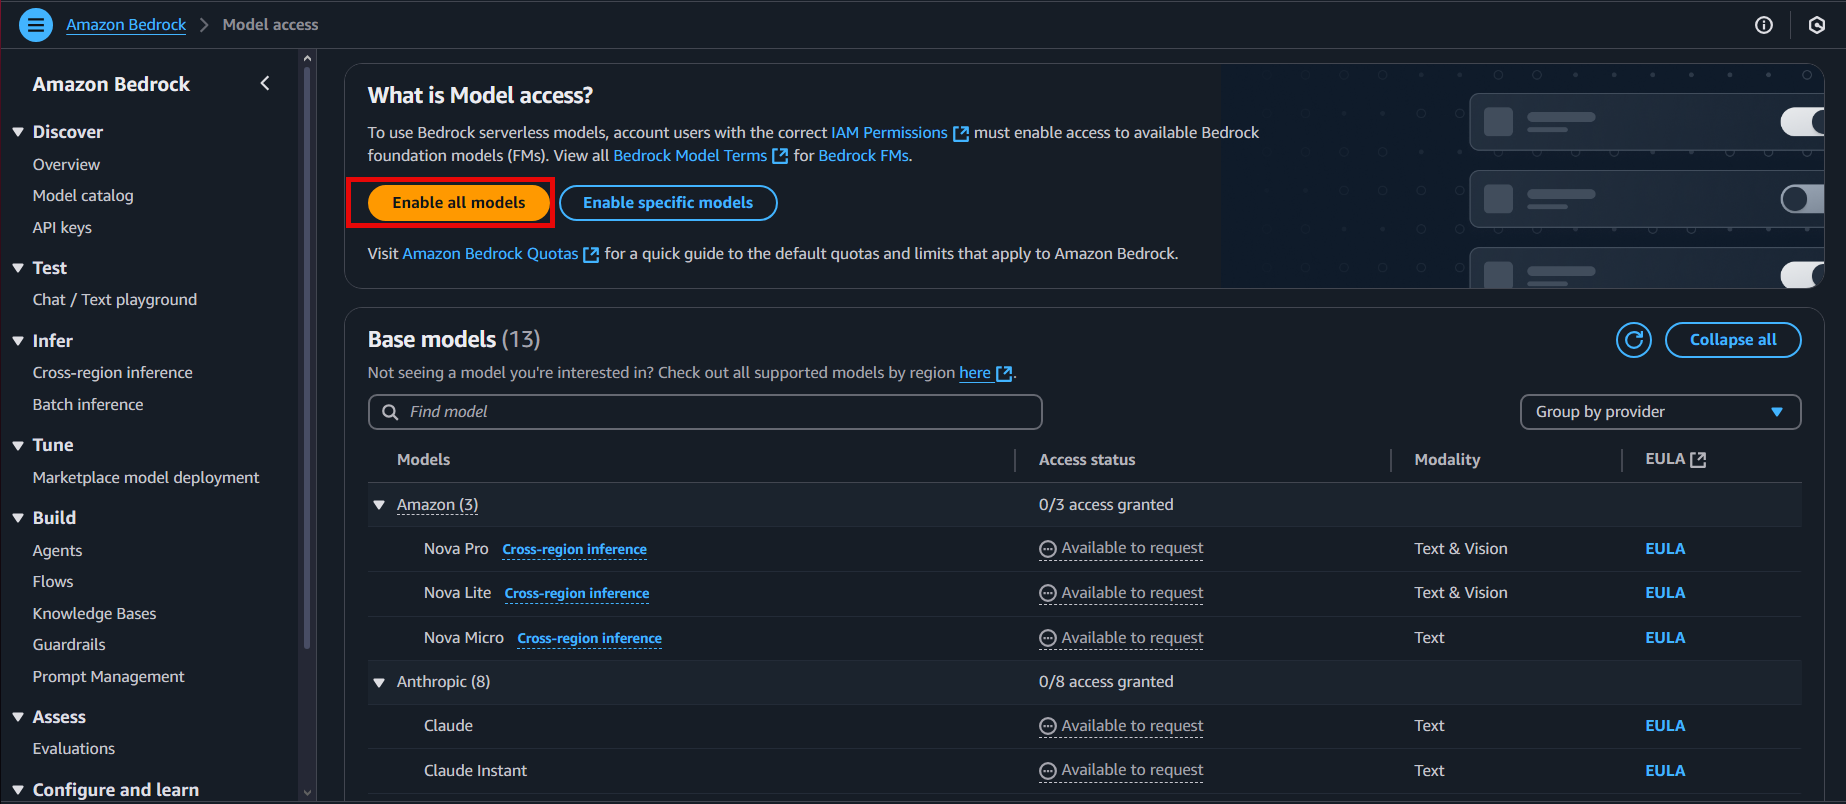 Amazon Bedrock > Model access
Amazon Bedrock
Discover
Overview
Model catalog
API keys
Test
Chat / Text playground
Infer
Cross-region inference
Batch inference
Tune
Marketplace model deployment
Build
Agents
Flows
Knowledge Bases
Guardrails
Prompt Management
Assess
Evaluations
Configure and learn
What is Model access?
To use Bedrock serverless models, account users with the correct IAM Permissions must enable access to available Bedrock
foundation models (FMs). View all Bedrock Model Terms for Bedrock FMs.
Enable all models Enable specific models
Visit Amazon Bedrock Quotas for a quick guide to the default quotas and limits that apply to Amazon Bedrock.
Base models (13)
Collapse all
Not seeing a model you're interested in? Check out all supported models by region here.
Find model
Group by provider
Models Access status Modality EULA
Amazon (3) 0/3 access granted
Nova Pro Cross-region inference Available to request Text & Vision EULA
Nova Lite Cross-region inference Available to request Text & Vision EULA
Nova Micro Cross-region inference Available to request Text EULA
Anthropic (8) 0/8 access granted
Claude Available to request Text EULA
Claude Instant Available to request Text EULA